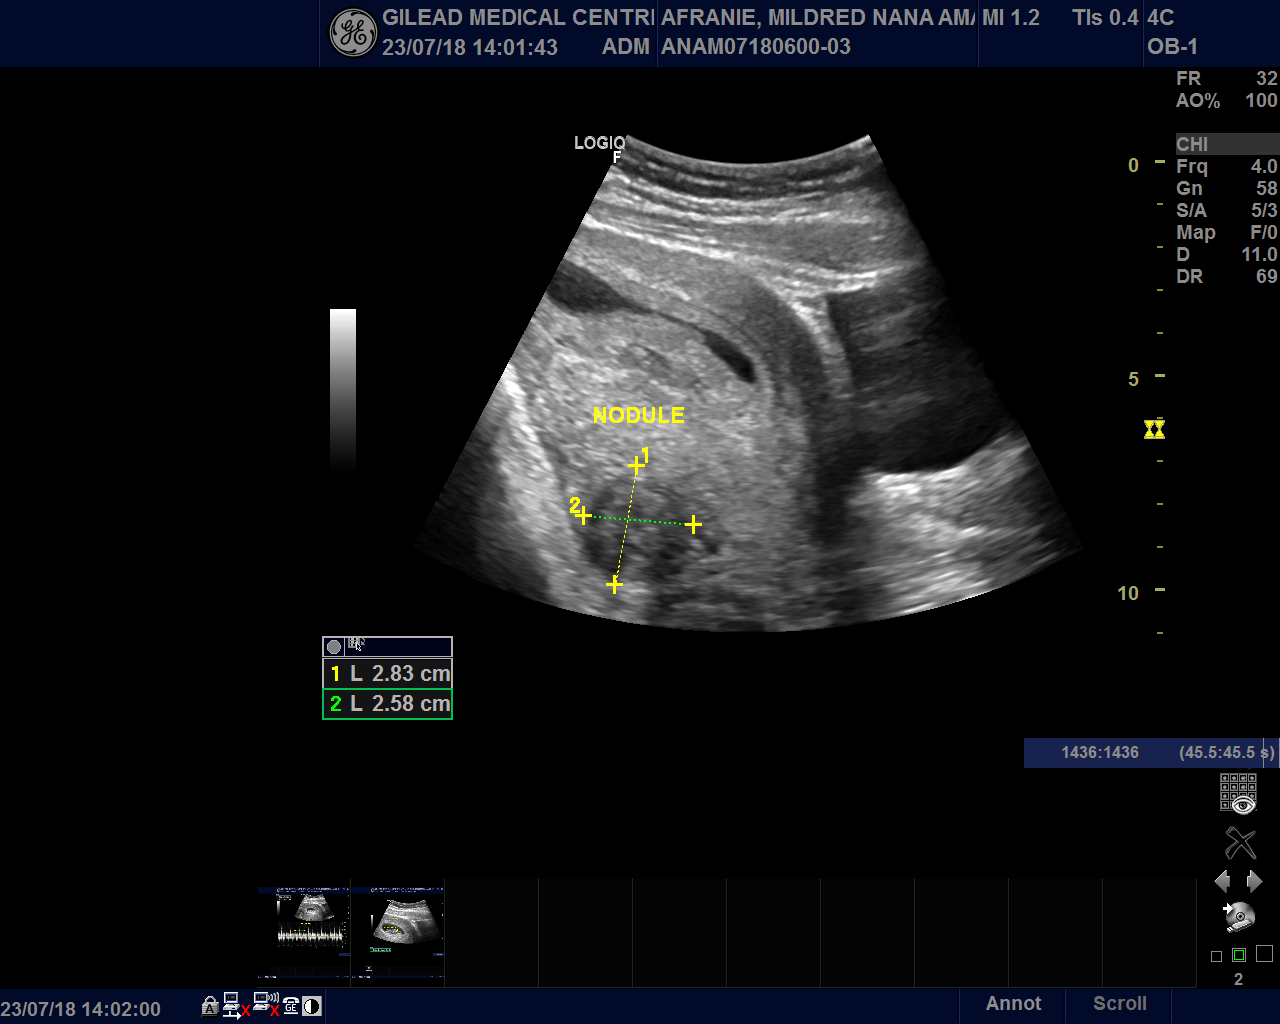 GILEAD MEDICAL CENTR
AFRANIE, MILDRED NANA AM
MI 1.2
TIs 0.4
4C
23/07/18 14:01:43
ADM
ANAM07180600-03
OB-1
FR 32
AO% 100
CHI
Frq 4.0
Gn 58
S/A 5/3
Map F/0
D 11.0
DR 69
LOGIQ
F
0
5
10
NODULE
1
2
1 L 2.83 cm
2 L 2.58 cm
1436:1436 (45.5:45.5 s)
2
23/07/18 14:02:00
A
GE
Annot
Scroll